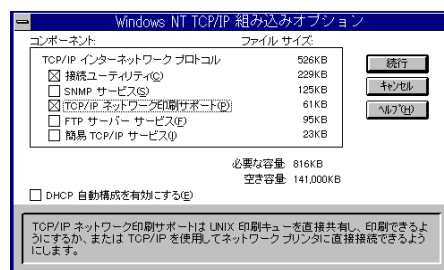 Windows NT TCP/IP 組み込みオプション
コンポーネント: ファイル サイズ:
TCP/IP インターネットワーク プロトコル 526KB
接続ユーティリティ(C) 229KB
SNMP サービス(S) 125KB
TCP/IP ネットワーク印刷サポート(P) 61KB
FTP サーバー サービス(F) 95KB
簡易 TCP/IP サービス(I) 23KB
続行
キャンセル
ヘルプ(H)
必要な容量: 816KB
空き容量: 141,000KB
DHCP 自動構成を有効にする(E)
TCP/IP ネットワーク印刷サポートは UNIX 印刷キューを直接共有し、印刷できるよ
うにするか、または TCP/IP を使用してネットワーク プリンタに直接接続できるよう
にします。